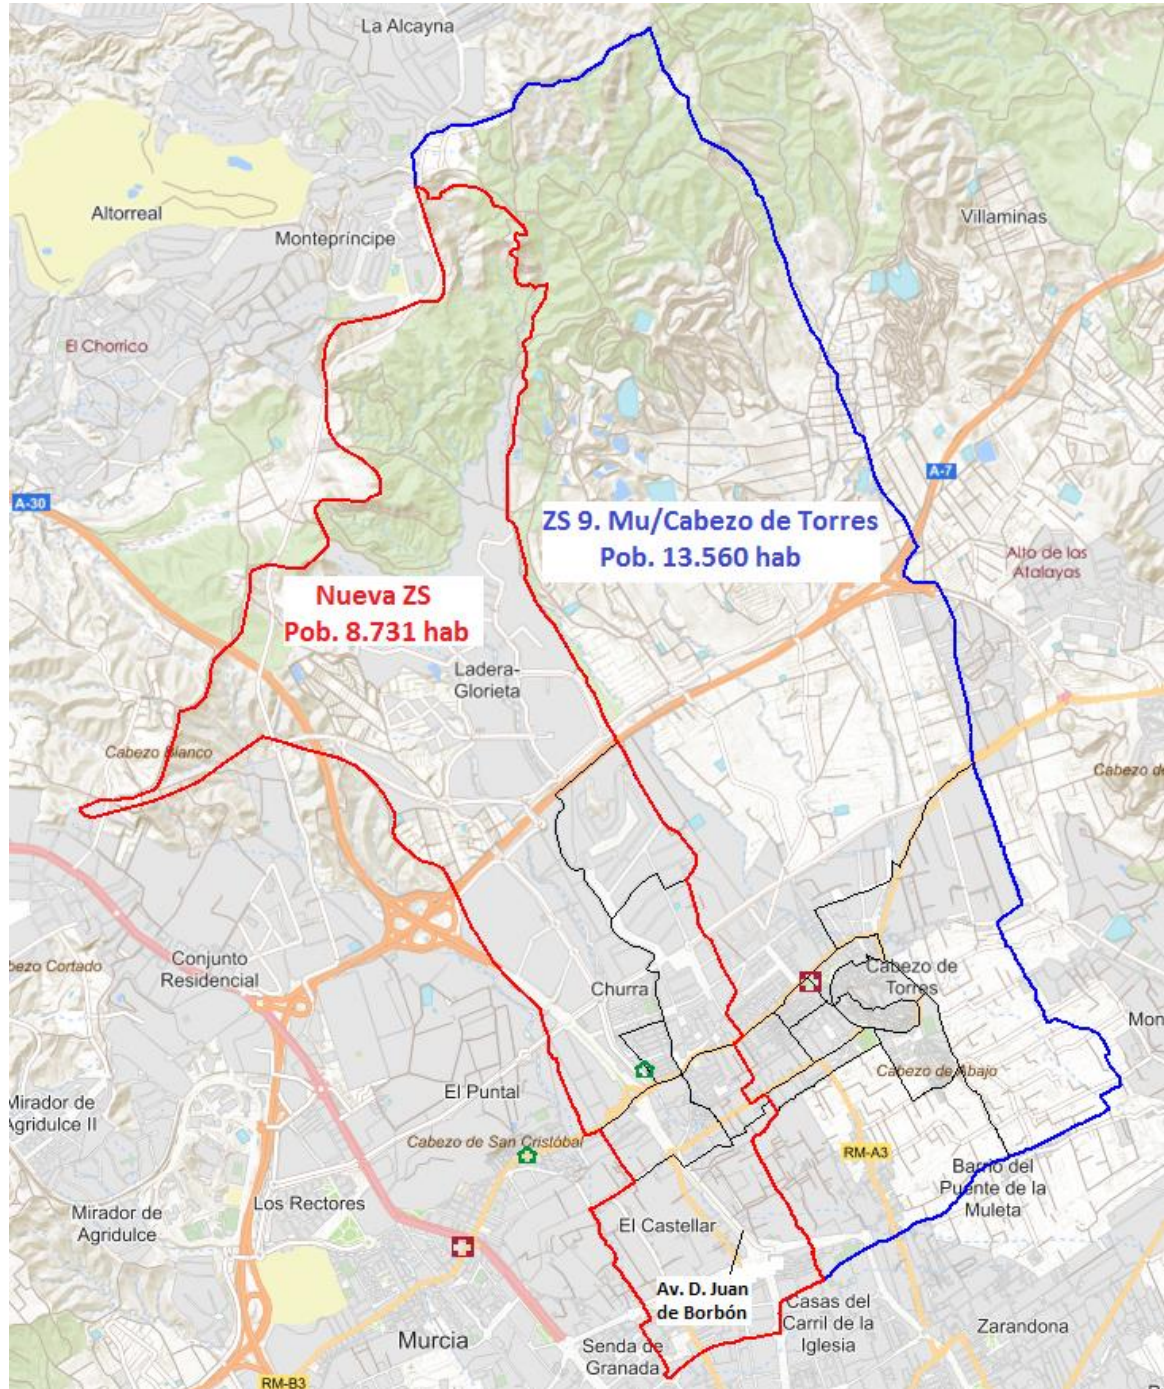 La Alcayna
Altorreal
Montepríncipe
Villaminas
El Chorrico
A-7
A-30
ZS 9. Mu/Cabezo de Torres
Pob. 13.560 hab
Alto de las
Atalayas
Nueva ZS
Pob. 8.731 hab
Ladera-
Glorieta
Cabezo Blanco
Cabezo de
Conjunto
Residencial
bezo Cortado
Churra
Cabezo de
Torres
Mon
El Puntal
Cabezo de Abajo
Mirador de
Agridulce II
Cabezo de San Cristóbal
RM-A3
Barrio del
Puente de la
Muleta
Los Rectores
Mirador de
Agridulce
El Castellar
Av. D. Juan
de Borbón
Casas del
Carril de la
Iglesia
Zarandona
Murcia
Senda de
Granada
RM-B3